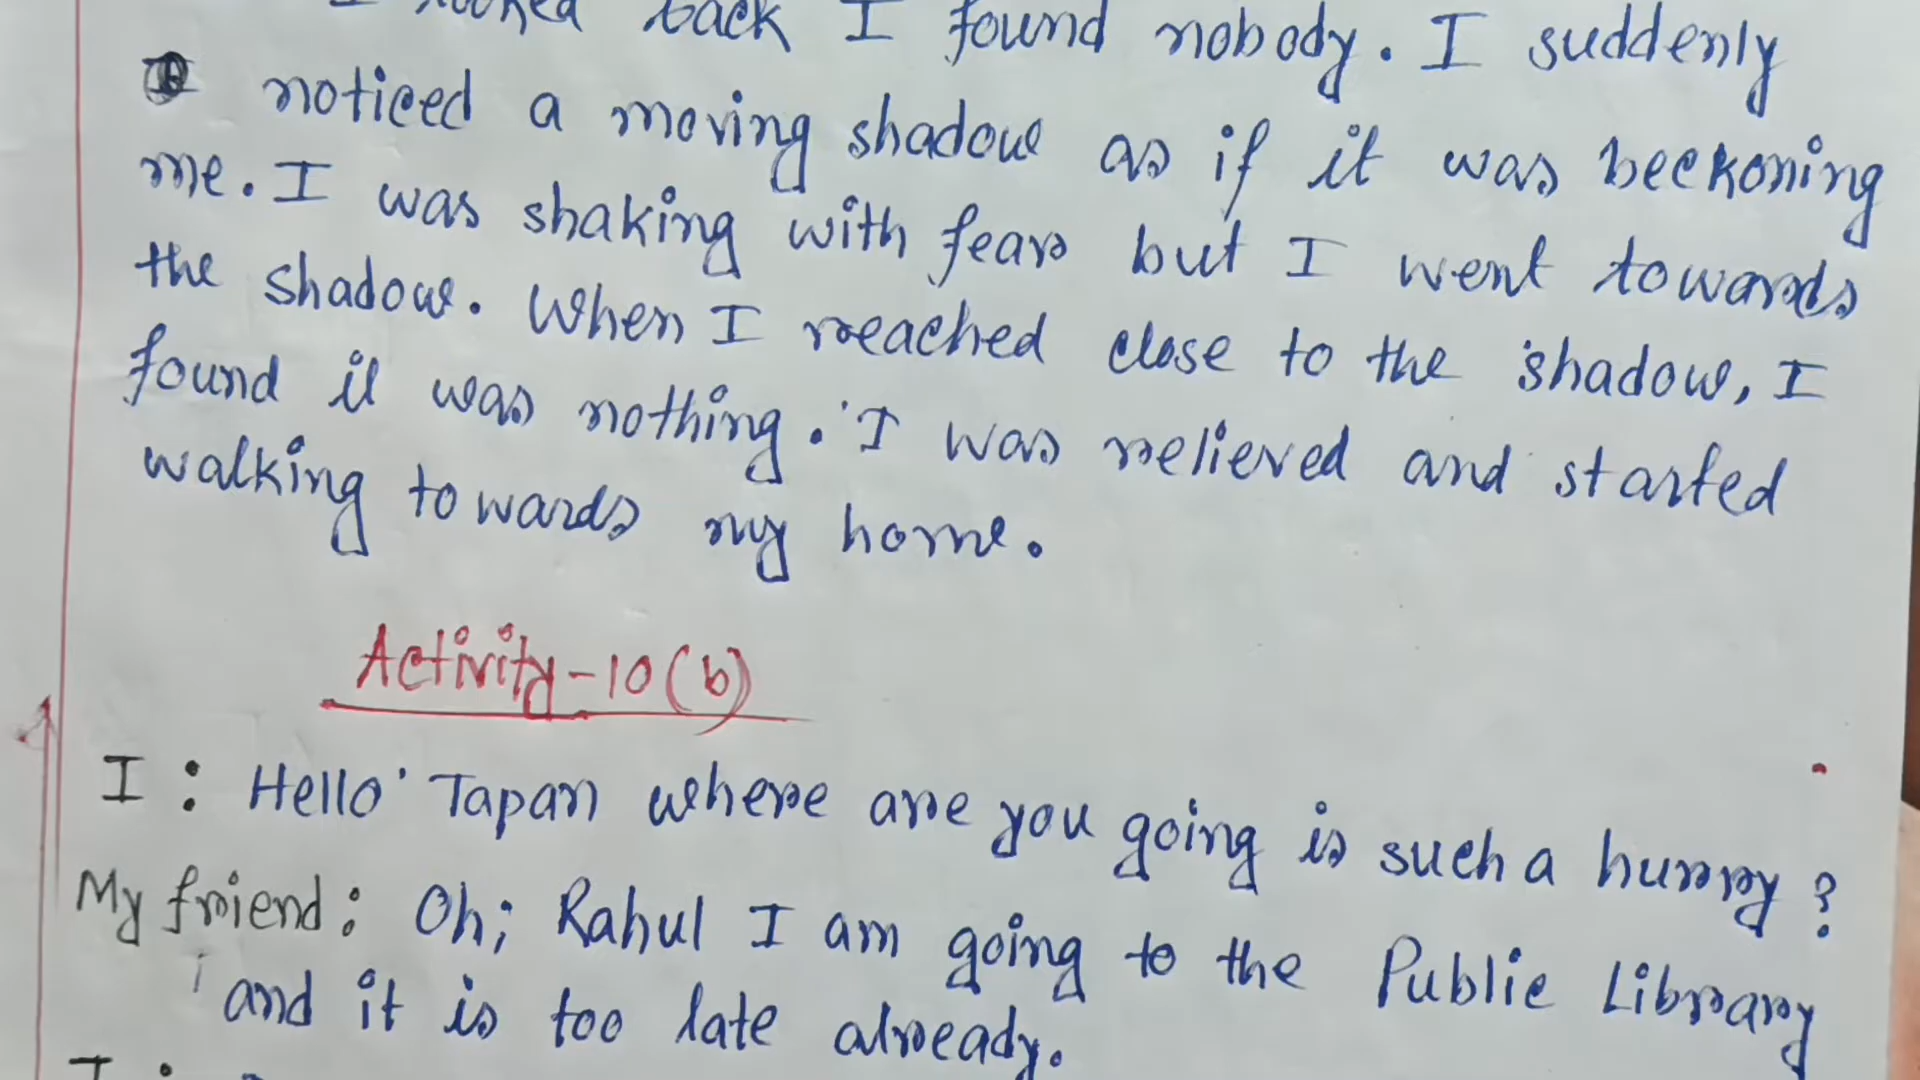 I looked back I found nobody. I suddenly
noticed a moving shadow as if it was beckoning
me. I was shaking with fear but I went towards
the shadow. When I reached close to the shadow, I
found it was nothing. I was relieved and started
walking towards my home.
Activity-10(b)
I : Hello Tapan where are you going is such a hurry?
My friend : Oh; Rahul I am going to the Public Library
and it is too late already.
I :